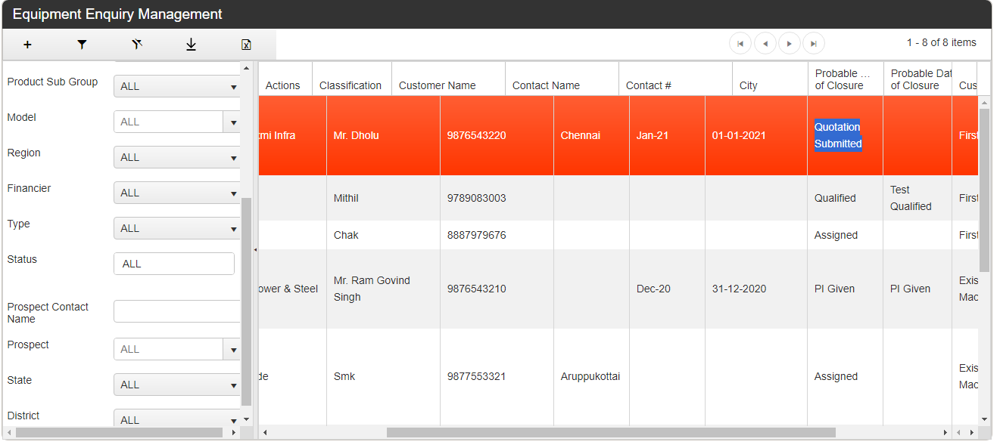 Equipment Enquiry Management
1 - 8 of 8 items
Product Sub Group ALL
Model ALL
Region ALL
Financier ALL
Type ALL
Status ALL
Prospect Contact
Name
Prospect ALL
State ALL
District ALL
Actions Classification Customer Name Contact Name Contact # City Probable ... Probable Dat Cus
of Closure of Closure
xmi Infra Mr. Dholu 9876543220 Chennai Jan-21 01-01-2021 Quotation First
Submitted
Mithil 9789083003 Qualified Test First
Qualified
Chak 8887979676 Assigned First
ower & Steel Mr. Ram Govind 9876543210 Dec-20 31-12-2020 PI Given PI Given Exis
Singh Mac
de Smk 9877553321 Aruppukottai Assigned Exis
Mac